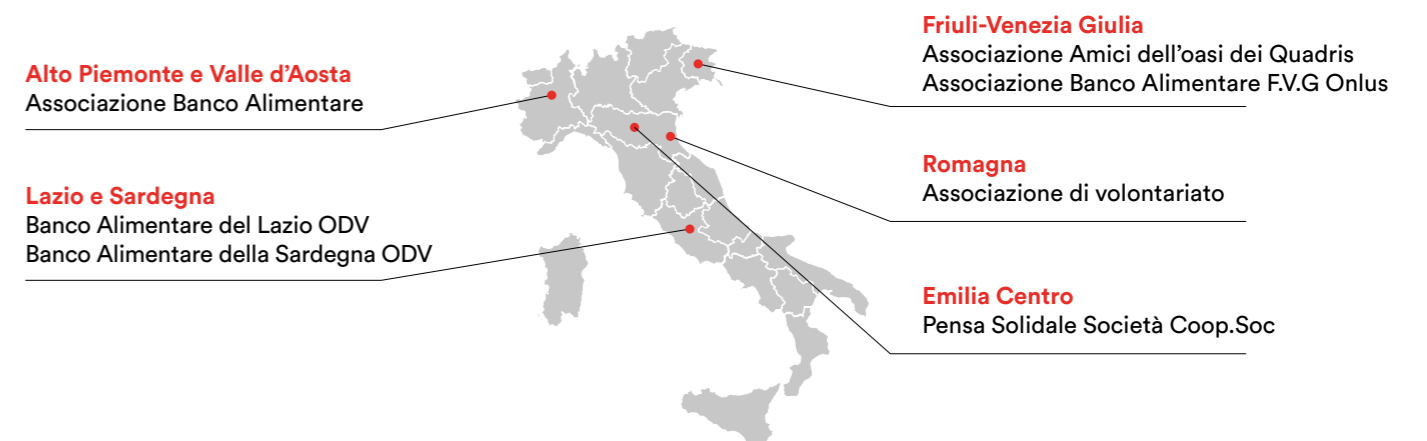 Alto Piemonte e Valle d'Aosta
Associazione Banco Alimentare
Lazio e Sardegna
Banco Alimentare del Lazio ODV
Banco Alimentare della Sardegna ODV
Friuli-Venezia Giulia
Associazione Amici dell'oasi dei Quadris
Associazione Banco Alimentare F.V.G Onlus
Romagna
Associazione di volontariato
Emilia Centro
Pensa Solidale Società Coop.Soc